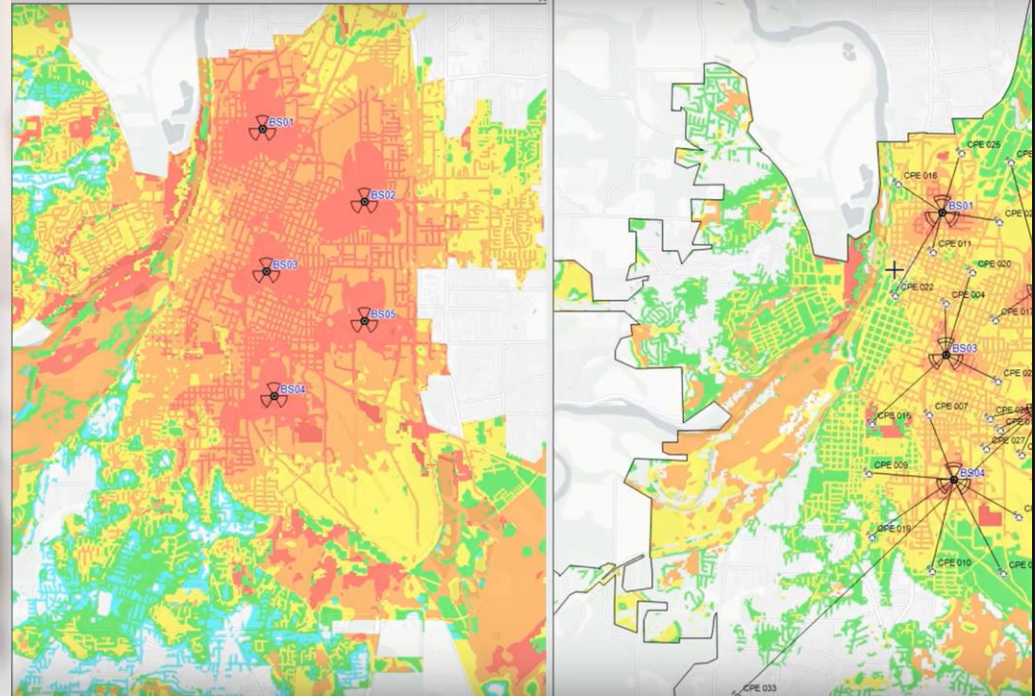 BS01
BS02
BS03
BS05
BS04
CPE 025
CPE 016
BS01
CPE 011
CPE 020
CPE 022
CPE 004
BS03
CPE 007
CPE 015
CPE 027
CPE 009
BS04
CPE 019
CPE 010
CPE 033